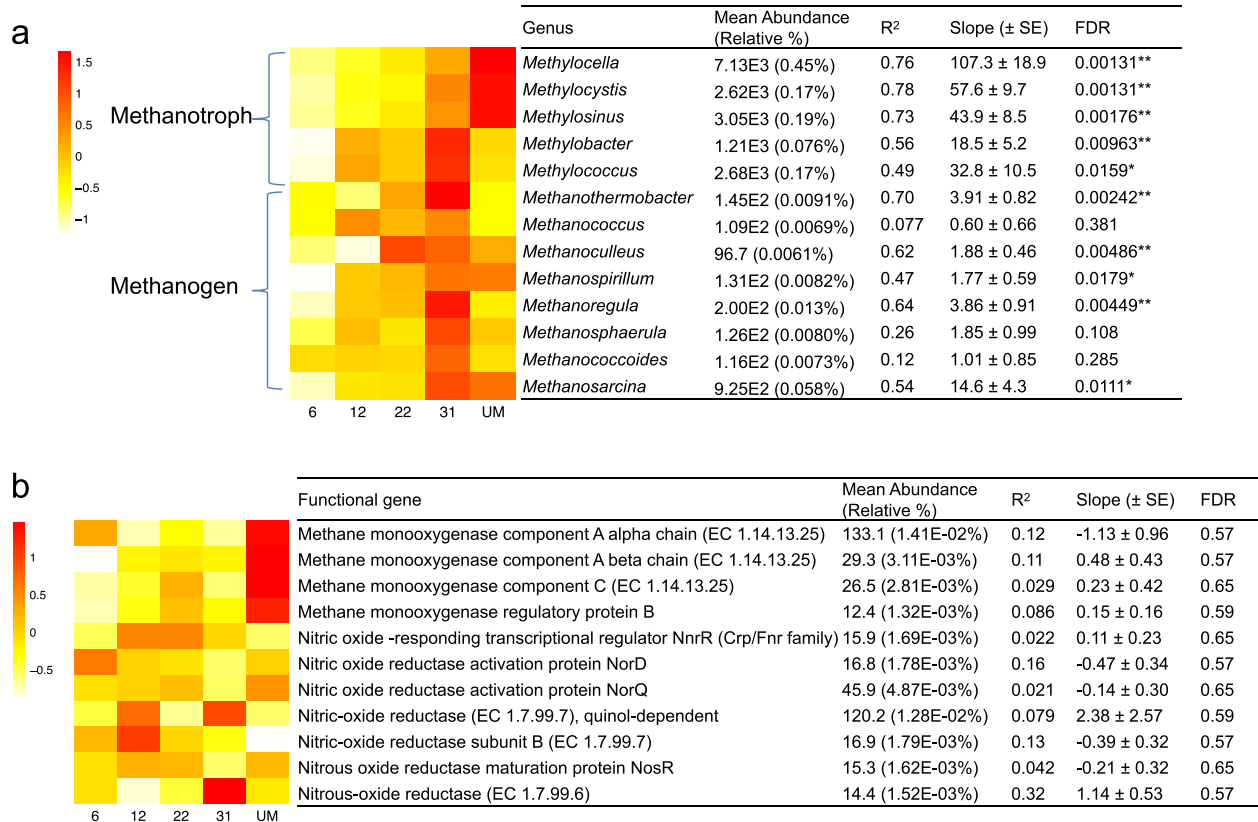 a
Genus Mean Abundance (Relative %) R² Slope (± SE) FDR
1.5
1
0.5
0
−0.5
−1
Methanotroph
Methanogen
Methylocella 7.13E3 (0.45%) 0.76 107.3 ± 18.9 0.00131**
Methylocystis 2.62E3 (0.17%) 0.78 57.6 ± 9.7 0.00131**
Methylosinus 3.05E3 (0.19%) 0.73 43.9 ± 8.5 0.00176**
Methylobacter 1.21E3 (0.076%) 0.56 18.5 ± 5.2 0.00963**
Methylococcus 2.68E3 (0.17%) 0.49 32.8 ± 10.5 0.0159*
Methanothermobacter 1.45E2 (0.0091%) 0.70 3.91 ± 0.82 0.00242**
Methanococcus 1.09E2 (0.0069%) 0.077 0.60 ± 0.66 0.381
Methanoculleus 96.7 (0.0061%) 0.62 1.88 ± 0.46 0.00486**
Methanospirillum 1.31E2 (0.0082%) 0.47 1.77 ± 0.59 0.0179*
Methanoregula 2.00E2 (0.013%) 0.64 3.86 ± 0.91 0.00449**
Methanosphaerula 1.26E2 (0.0080%) 0.26 1.85 ± 0.99 0.108
Methanococcoides 1.16E2 (0.0073%) 0.12 1.01 ± 0.85 0.285
Methanosarcina 9.25E2 (0.058%) 0.54 14.6 ± 4.3 0.0111*
6 12 22 31 UM
b
Functional gene Mean Abundance (Relative %) R² Slope (± SE) FDR
1
0.5
0
−0.5
Methane monooxygenase component A alpha chain (EC 1.14.13.25) 133.1 (1.41E-02%) 0.12 -1.13 ± 0.96 0.57
Methane monooxygenase component A beta chain (EC 1.14.13.25) 29.3 (3.11E-03%) 0.11 0.48 ± 0.43 0.57
Methane monooxygenase component C (EC 1.14.13.25) 26.5 (2.81E-03%) 0.029 0.23 ± 0.42 0.65
Methane monooxygenase regulatory protein B 12.4 (1.32E-03%) 0.086 0.15 ± 0.16 0.59
Nitric oxide -responding transcriptional regulator NnrR (Crp/Fnr family) 15.9 (1.69E-03%) 0.022 0.11 ± 0.23 0.65
Nitric oxide reductase activation protein NorD 16.8 (1.78E-03%) 0.16 -0.47 ± 0.34 0.57
Nitric oxide reductase activation protein NorQ 45.9 (4.87E-03%) 0.021 -0.14 ± 0.30 0.65
Nitric-oxide reductase (EC 1.7.99.7), quinol-dependent 120.2 (1.28E-02%) 0.079 2.38 ± 2.57 0.59
Nitric-oxide reductase subunit B (EC 1.7.99.7) 16.9 (1.79E-03%) 0.13 -0.39 ± 0.32 0.57
Nitrous oxide reductase maturation protein NosR 15.3 (1.62E-03%) 0.042 -0.21 ± 0.32 0.65
Nitrous-oxide reductase (EC 1.7.99.6) 14.4 (1.52E-03%) 0.32 1.14 ± 0.53 0.57
6 12 22 31 UM